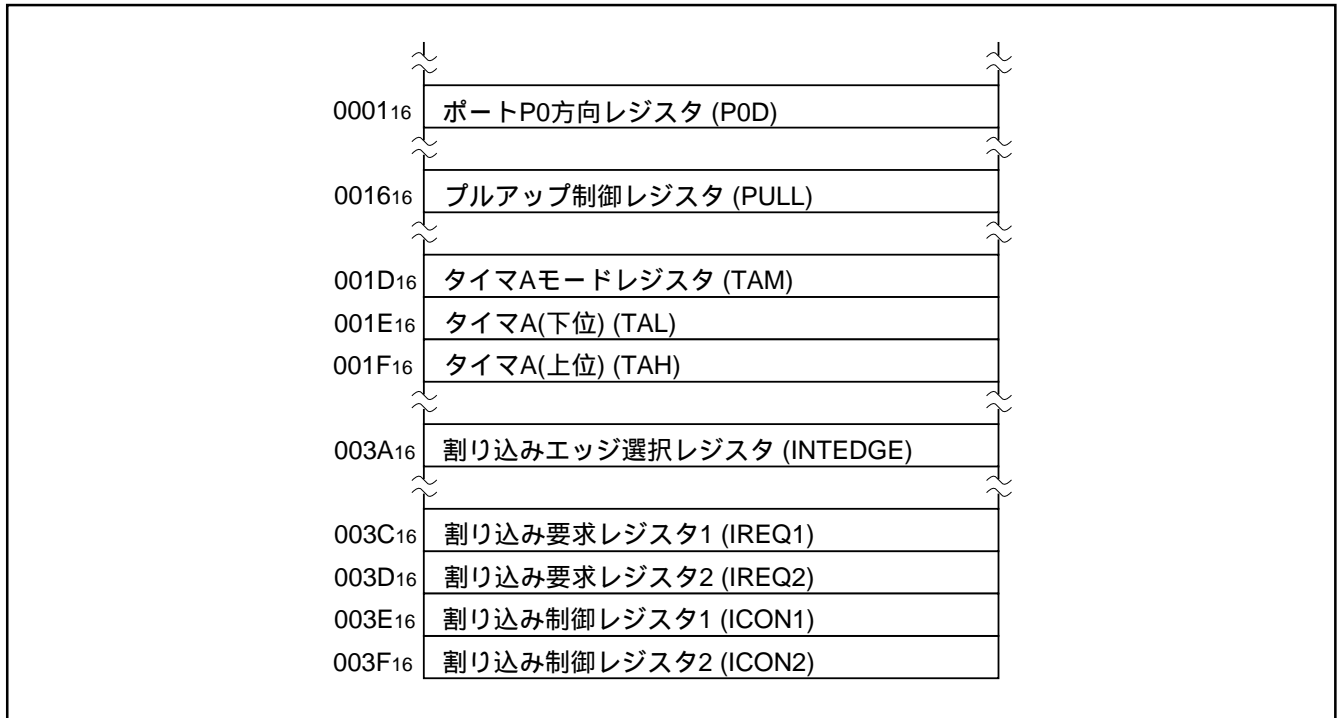 000116 ポートP0方向レジスタ (P0D)
001616 プルアップ制御レジスタ (PULL)
001D16 タイマAモードレジスタ (TAM)
001E16 タイマA(下位) (TAL)
001F16 タイマA(上位) (TAH)
003A16 割り込みエッジ選択レジスタ (INTEDGE)
003C16 割り込み要求レジスタ1 (IREQ1)
003D16 割り込み要求レジスタ2 (IREQ2)
003E16 割り込み制御レジスタ1 (ICON1)
003F16 割り込み制御レジスタ2 (ICON2)